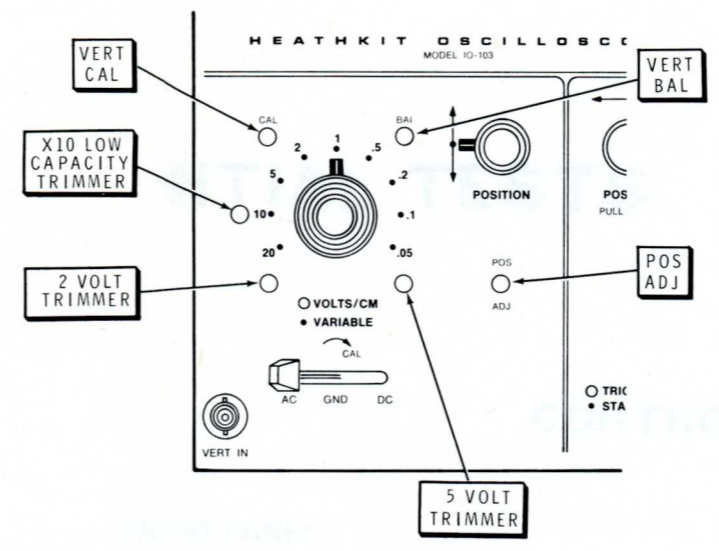 HEATHKIT OSCILLOSC
MODEL IO-103
VERT
CAL
VERT
BAL
X10 LOW
CAPACITY
TRIMMER
2 VOLT
TRIMMER
POS
ADJ
5 VOLT
TRIMMER
CAL
BAL
20
10
5
2
1
.5
.2
.1
.05
POSITION
POS
PULL
POS
ADJ
VOLTS/CM
• VARIABLE
CAL
AC GND DC
VERT IN
TRIG
• STA